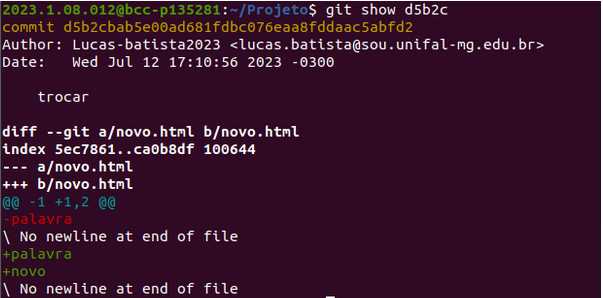 2023.1.08.012@bcc-p135281:~/Projeto$ git show d5b2c
commit d5b2cbab5e00ad681fdbc076eaa8fddaac5abfd2
Author: Lucas-batista2023 <lucas.batista@sou.unifal-mg.edu.br>
Date:   Wed Jul 12 17:10:56 2023 -0300

    trocar

diff --git a/novo.html b/novo.html
index 5ec7861..ca0b8df 100644
--- a/novo.html
+++ b/novo.html
@@ -1 +1,2 @@
-palavra
\ No newline at end of file
+palavra
+novo
\ No newline at end of file